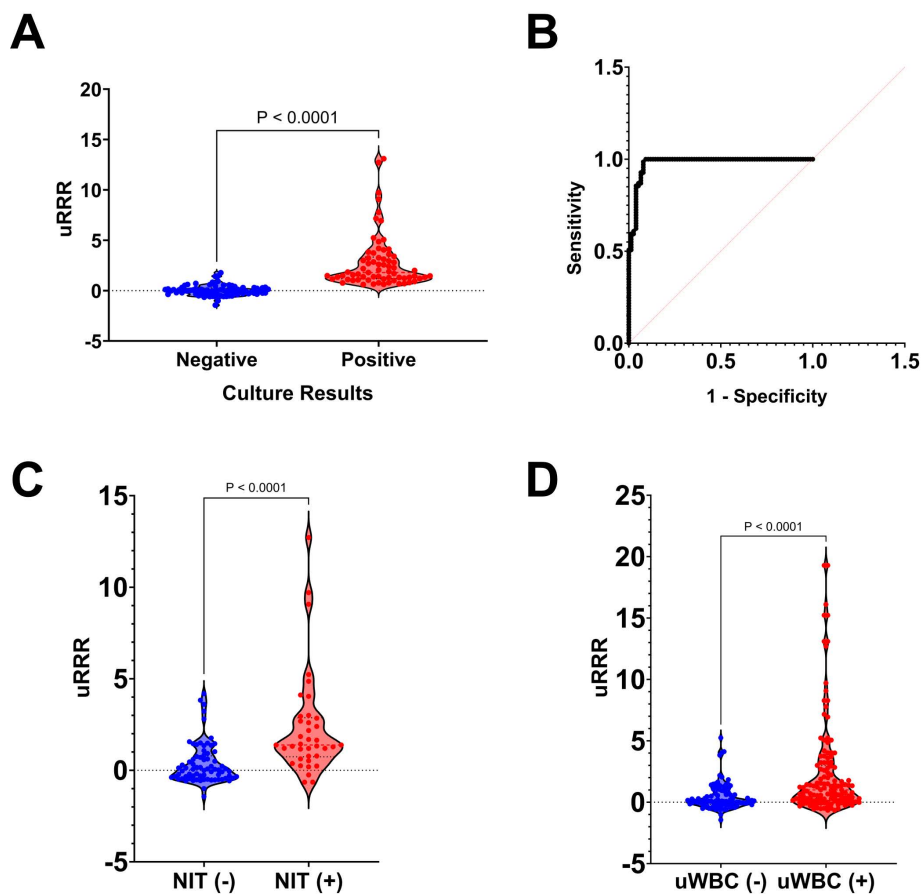 A
20
15
10
5
0
-5
uRRR
P < 0.0001
Negative
Positive
Culture Results
B
1.5
1.0
0.5
0.0
Sensitivity
0.0
0.5
1.0
1.5
1 - Specificity
C
15
10
5
0
-5
uRRR
P < 0.0001
NIT (-)
NIT (+)
D
25
20
15
10
5
0
-5
uRRR
P < 0.0001
uWBC (-)
uWBC (+)